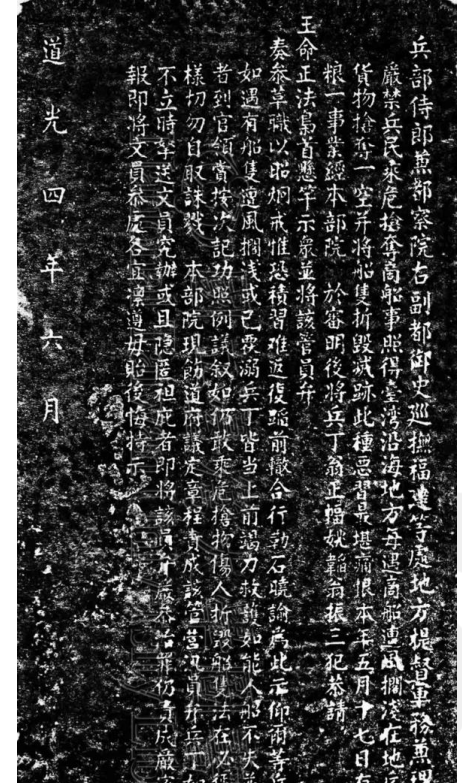 兵部侍郎兼都察院右副都御史巡撫福建等處地方提督軍務兼理
嚴禁兵民乘危搶奪商船事照得臺灣沿海地方每遇商船遭風擱淺在地
貨物搶奪一空并將船隻折毀滅跡此種惡習最堪痛恨本年五月十七日有
糧一事業經本部院於審明後將兵丁翁正幅姚韜翁振三犯恭請
王命正法梟首懸竿示眾並將該管員弁
奏參草職以昭炯戒惟恐積習難返復蹈前轍合行勒石曉諭為此示仰爾等
如遇有船隻遭風擱淺或已覆溺兵丁皆當上前竭力救護如能人船不失
者到官領賞按次記功照例議叙如仍敢乘危搶掠傷人折毀船隻法在必
樣切勿自取誅戮本部院現飭道府議定章程責成該管營汛員弁兵丁如
不立時拏送文員究辦或且隱匿袒庇者即將該員弁嚴參治罪仍責成嚴
報即將文員參處各宜凜遵毋貽後悔特示
道光四年六月